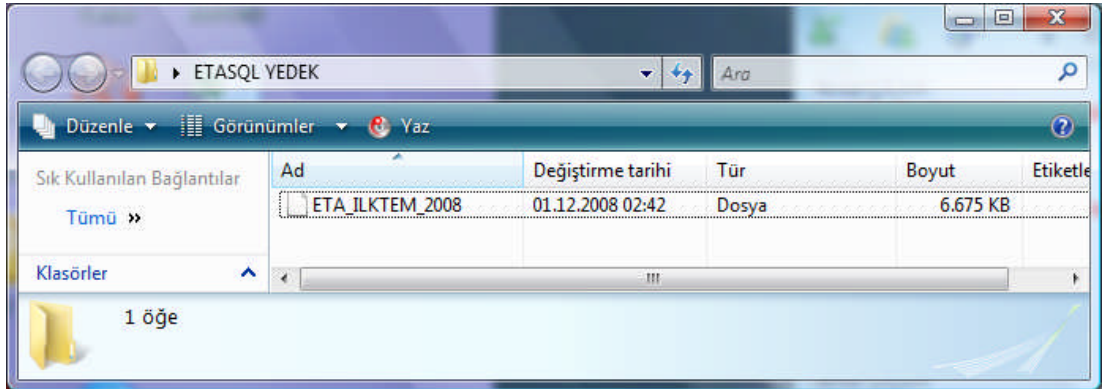 ETASQL YEDEK
Ara
Düzenle Görünümler Yaz
Sık Kullanılan Bağlantılar
Tümü »
Klasörler
Ad Değiştirme tarihi Tür Boyut Etiketle
ETA_ILKTEM_2008 01.12.2008 02:42 Dosya 6.675 KB
1 öğe